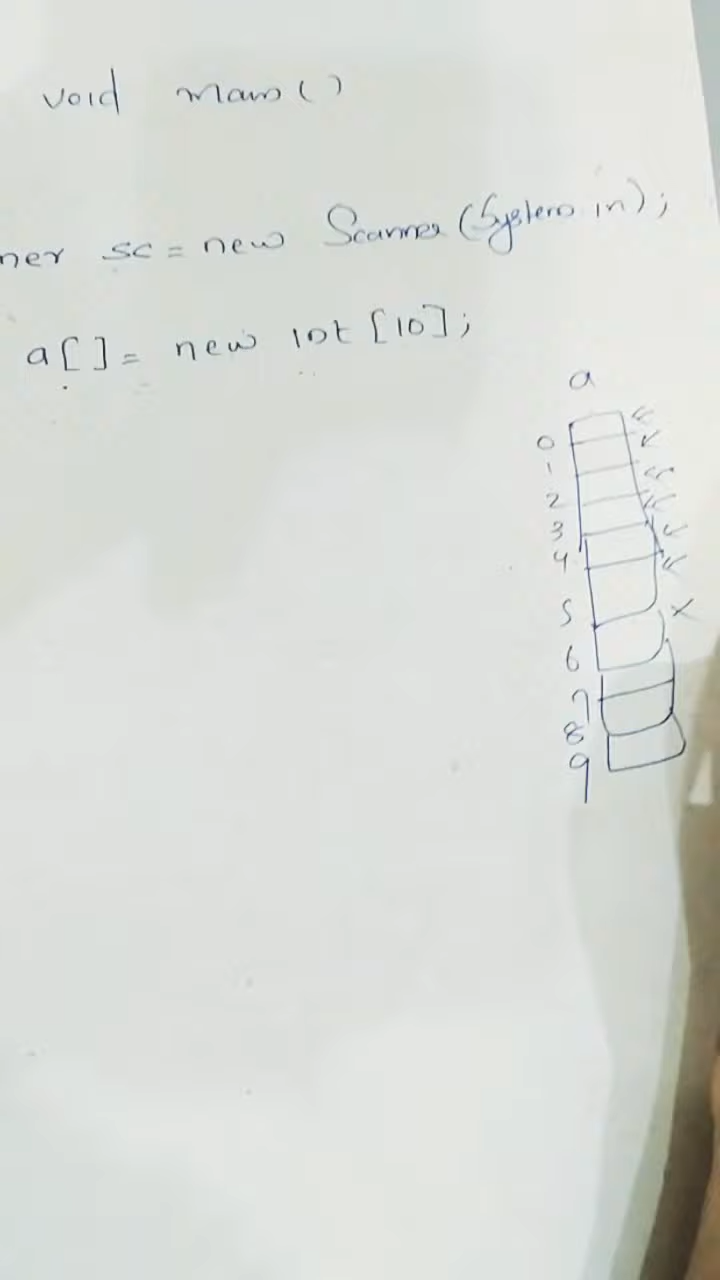 void main()
ner sc = new Scanner (System.in);
a[] = new int [10];
a
0
1
2
3
4
5
6
7
8
9